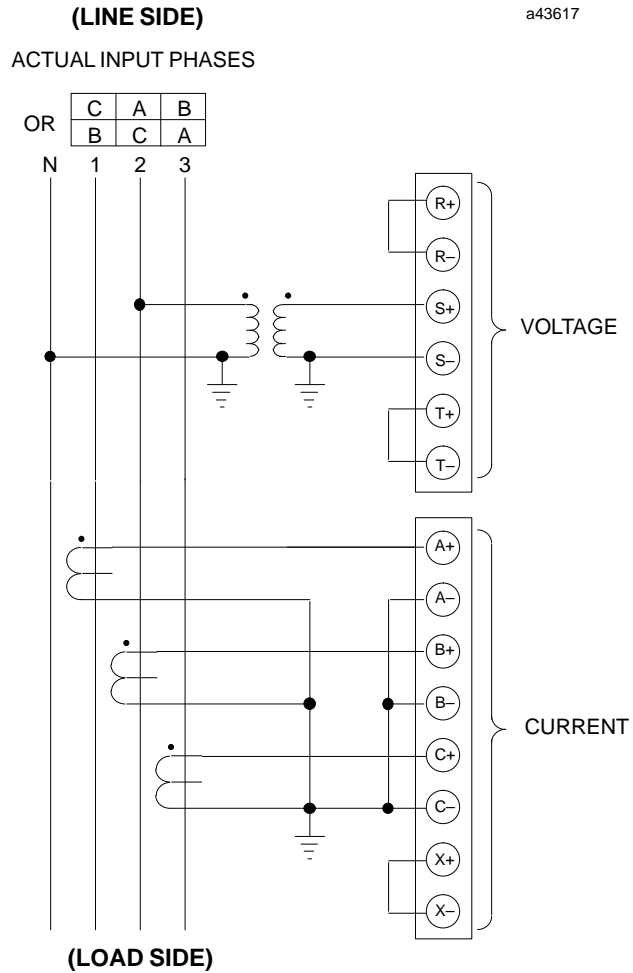 (LINE SIDE)
a43617
ACTUAL INPUT PHASES
OR
C A B
B C A
N 1 2 3
R+
R–
S+
S–
T+
T–
VOLTAGE
A+
A–
B+
B–
C+
C–
X+
X–
CURRENT
(LOAD SIDE)